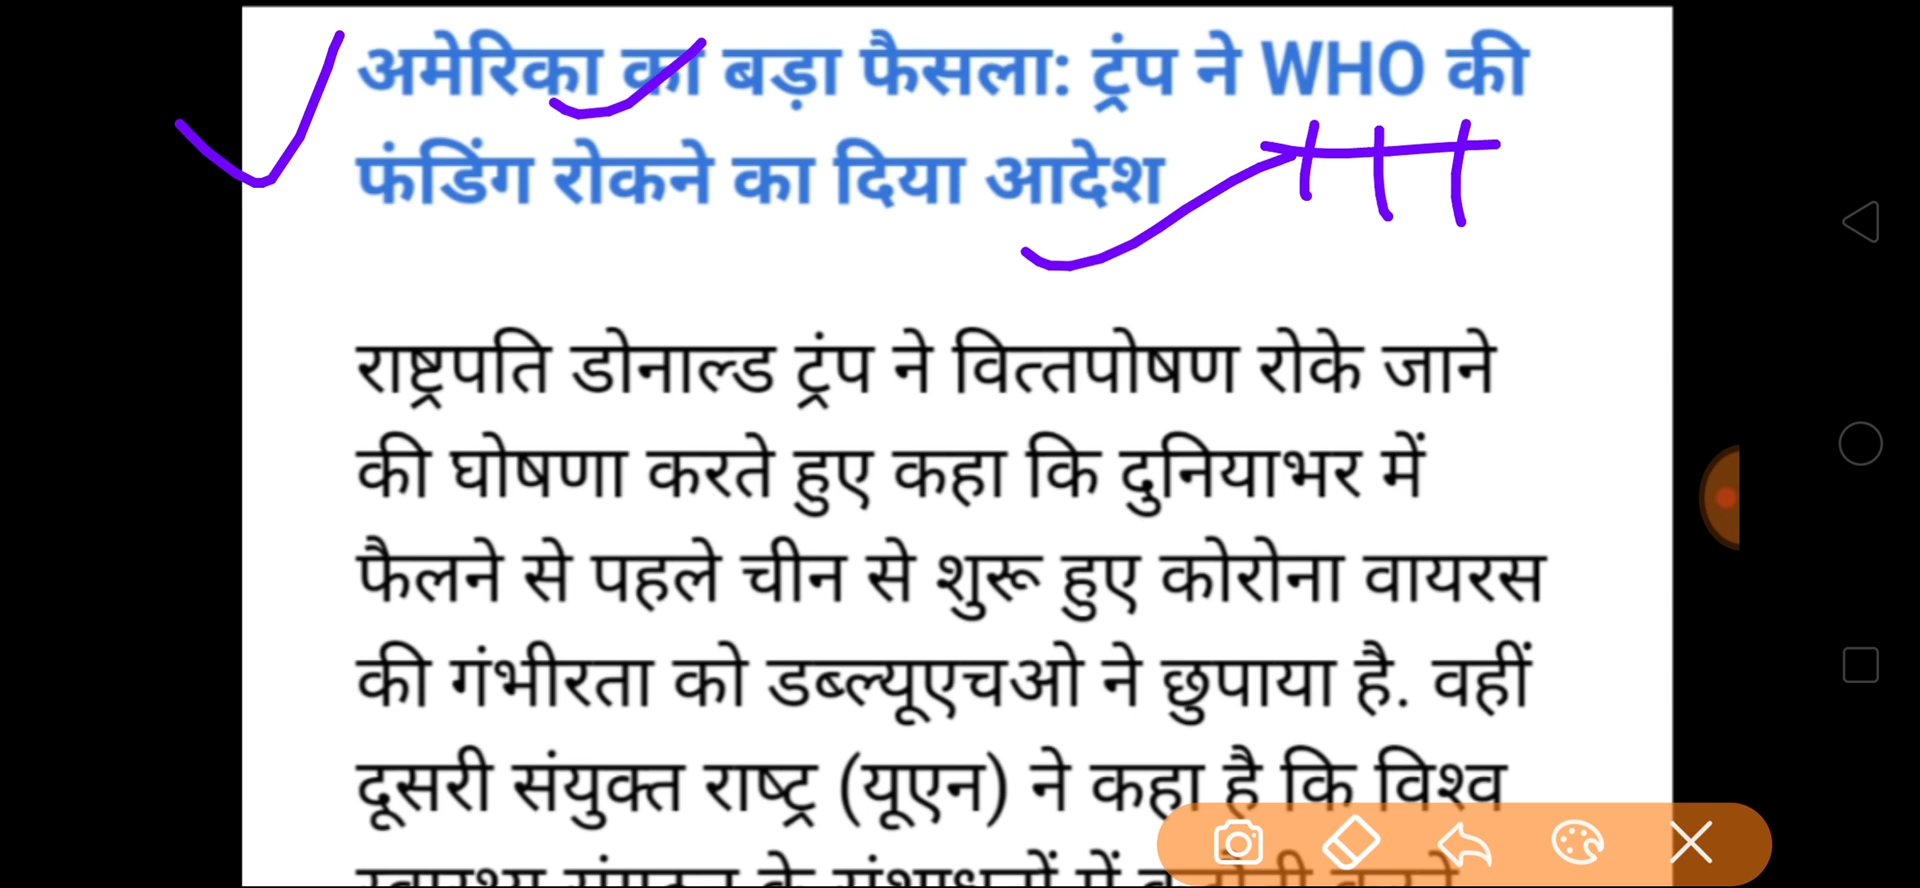 अमेरिका का बड़ा फैसला: ट्रंप ने WHO की
फंडिंग रोकने का दिया आदेश
राष्ट्रपति डोनाल्ड ट्रंप ने वित्तपोषण रोके जाने
की घोषणा करते हुए कहा कि दुनियाभर में
फैलने से पहले चीन से शुरू हुए कोरोना वायरस
की गंभीरता को डब्ल्यूएचओ ने छुपाया है. वहीं
दूसरी संयुक्त राष्ट्र (यूएन) ने कहा है कि विश्व